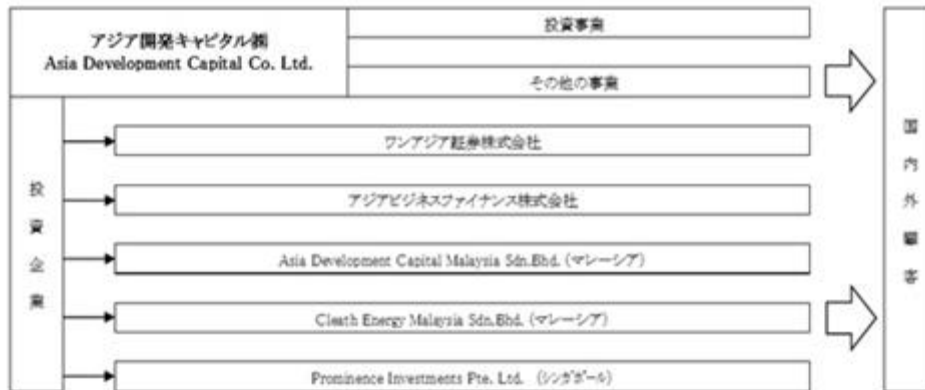 アジア開発キャピタル㈱
Asia Development Capital Co. Ltd.
投資事業
その他の事業
投資企業
ワンアジア証券株式会社
アジアビジネスファイナンス株式会社
Asia Development Capital Malaysia Sdn.Bhd. (マレーシア)
Cleath Energy Malaysia Sdn.Bhd. (マレーシア)
Prominence Investments Pte. Ltd. (シンガポール)
国内外顧客